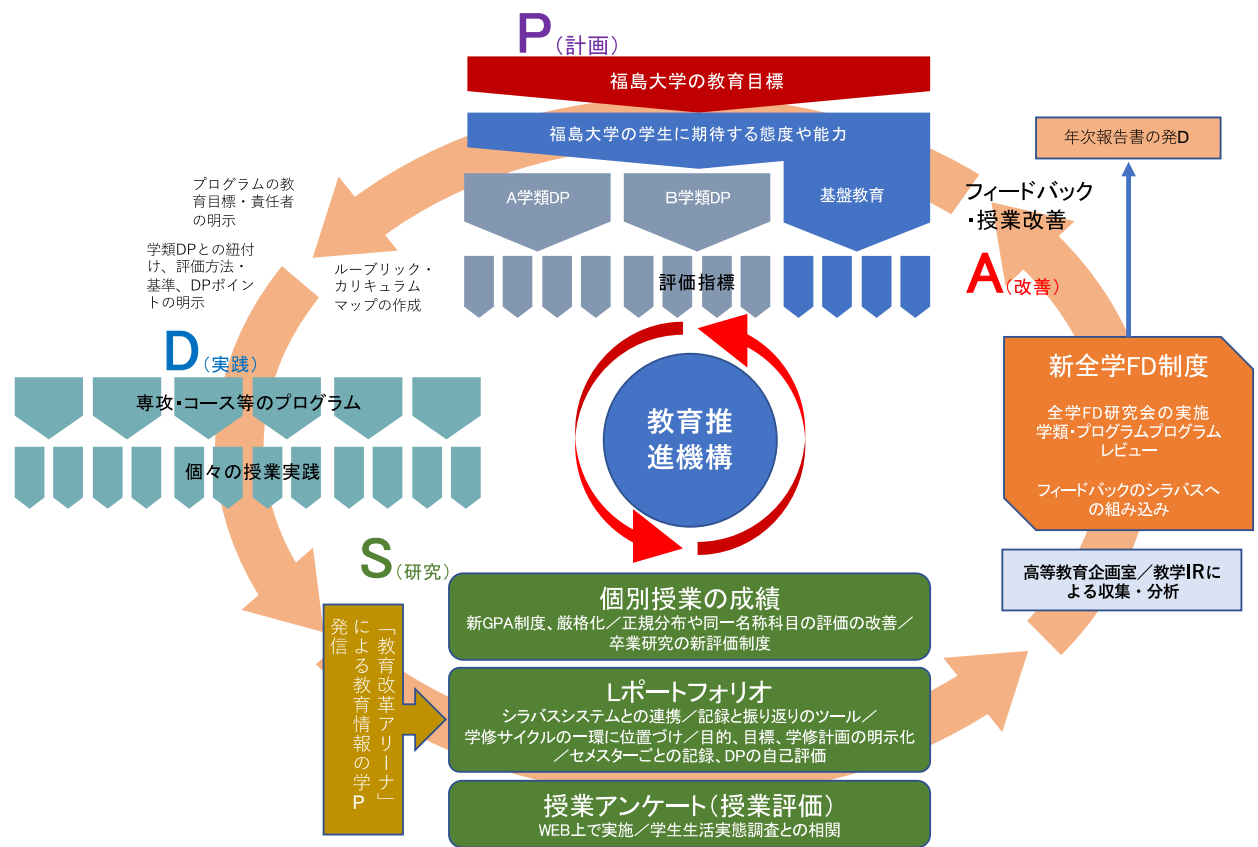 P(計画)
福島大学の教育目標
福島大学の学生に期待する態度や能力
A学類DP
B学類DP
基盤教育
評価指標
年次報告書の発D
フィードバック
・授業改善
A(改善)
プログラムの教
育目標・責任者
の明示
学類DPとの紐付
け、評価方法・
基準、DPポイン
トの明示
ルーブリック・
カリキュラム
マップの作成
D(実践)
専攻・コース等のプログラム
個々の授業実践
教育推
進機構
新全学FD制度
全学FD研究会の実施
学類・プログラムプログラム
レビュー
フィードバックのシラバスへ
の組み込み
高等教育企画室／教学IRに
よる収集・分析
S(研究)
「教育改革アリーナ」
による教育情報の学P
発信
個別授業の成績
新GPA制度、厳格化／正規分布や同一名称科目の評価の改善／
卒業研究の新評価制度
Lポートフォリオ
シラバスシステムとの連携／記録と振り返りのツール／
学修サイクルの一環に位置づけ／目的、目標、学修計画の明示化
／セメスターごとの記録、DPの自己評価
授業アンケート(授業評価)
WEB上で実施／学生生活実態調査との相関